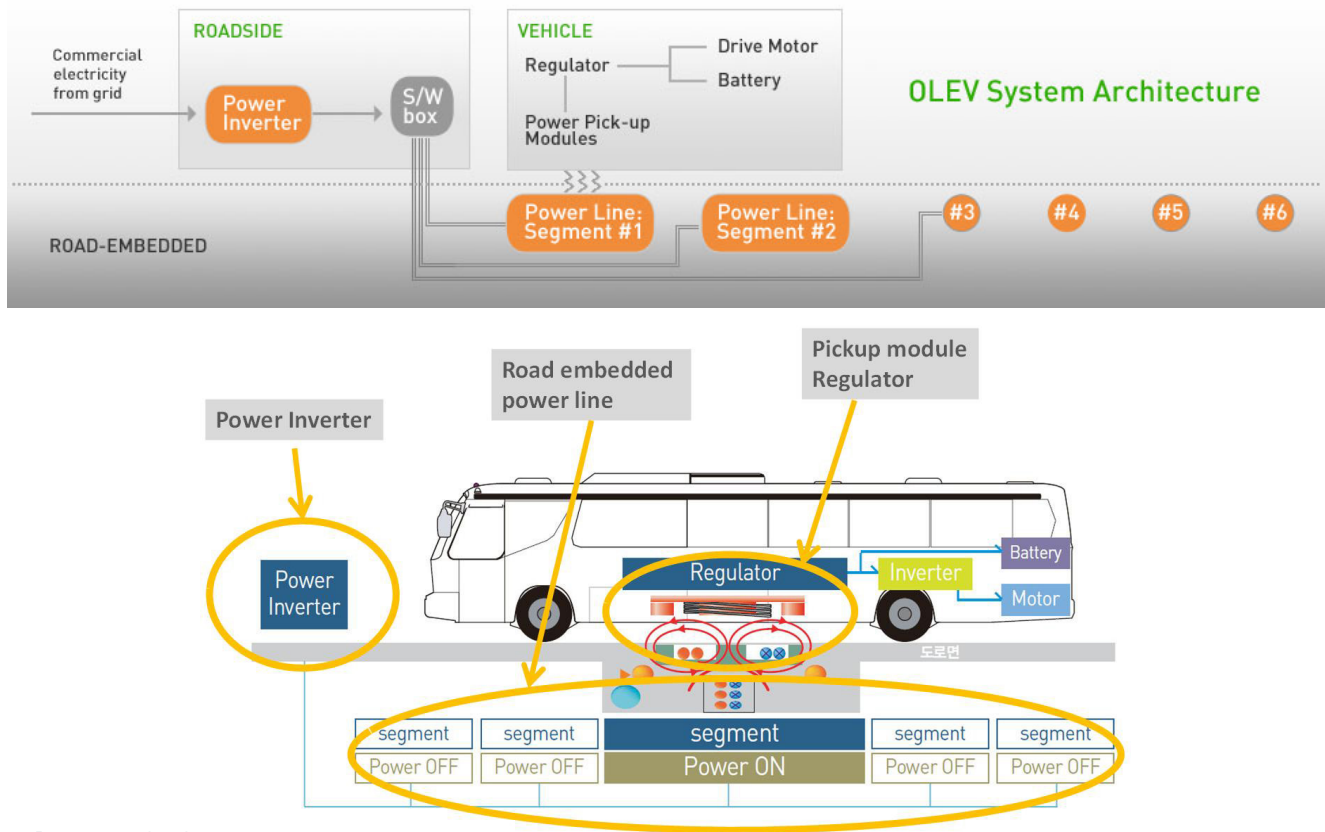 ROADSIDE
Commercial
electricity
from grid
Power
Inverter
S/W
box
VEHICLE
Regulator
Drive Motor
Battery
Power Pick-up
Modules
OLEV System Architecture
ROAD-EMBEDDED
Power Line:
Segment #1
Power Line:
Segment #2
#3
#4
#5
#6
Power Inverter
Road embedded
power line
Pickup module
Regulator
Power
Inverter
Regulator
Inverter
Battery
Motor
도로면
segment
segment
segment
segment
segment
Power OFF
Power OFF
Power ON
Power OFF
Power OFF